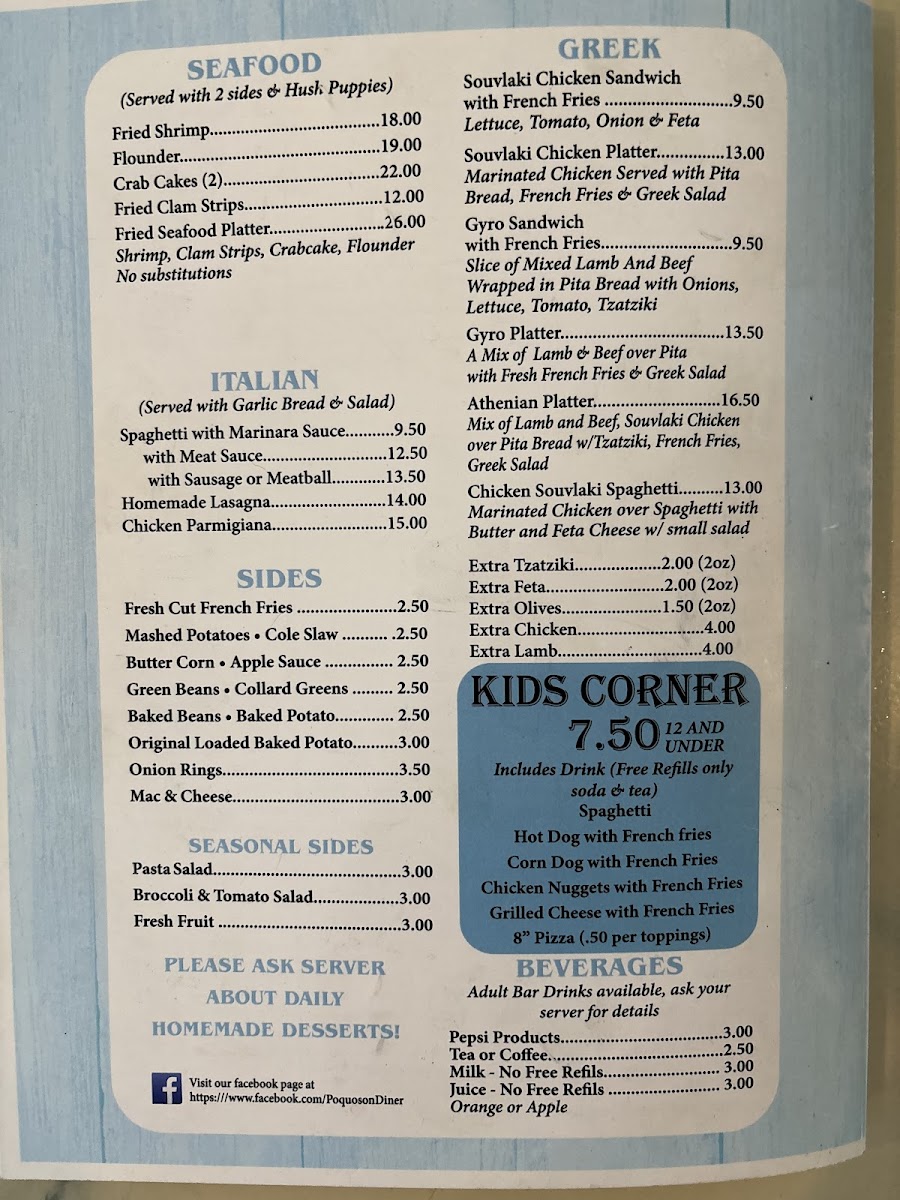 SEAFOOD
(Served with 2 sides & Hush Puppies)
Fried Shrimp.................................18.00
Flounder.......................................19.00
Crab Cakes (2)..............................22.00
Fried Clam Strips..........................12.00
Fried Seafood Platter.....................26.00
Shrimp, Clam Strips, Crabcake, Flounder
No substitutions
ITALIAN
(Served with Garlic Bread & Salad)
Spaghetti with Marinara Sauce..........9.50
with Meat Sauce.........................12.50
with Sausage or Meatball............13.50
Homemade Lasagna.......................14.00
Chicken Parmigiana.......................15.00
SIDES
Fresh Cut French Fries .....................2.50
Mashed Potatoes • Cole Slaw .......... .2.50
Butter Corn • Apple Sauce ............... 2.50
Green Beans • Collard Greens ......... 2.50
Baked Beans • Baked Potato............. 2.50
Original Loaded Baked Potato..........3.00
Onion Rings....................................3.50
Mac & Cheese...................................3.00
SEASONAL SIDES
Pasta Salad.......................................3.00
Broccoli & Tomato Salad..................3.00
Fresh Fruit ......................................3.00
PLEASE ASK SERVER
ABOUT DAILY
HOMEMADE DESSERTS!
f
Visit our facebook page at
https:///www.facebook.com/PoquosonDiner
GREEK
Souvlaki Chicken Sandwich
with French Fries ...........................9.50
Lettuce, Tomato, Onion & Feta
Souvlaki Chicken Platter..............13.00
Marinated Chicken Served with Pita
Bread, French Fries & Greek Salad
Gyro Sandwich
with French Fries............................9.50
Slice of Mixed Lamb And Beef
Wrapped in Pita Bread with Onions,
Lettuce, Tomato, Tzatziki
Gyro Platter..................................13.50
A Mix of Lamb & Beef over Pita
with Fresh French Fries & Greek Salad
Athenian Platter...........................16.50
Mix of Lamb and Beef, Souvlaki Chicken
over Pita Bread w/Tzatziki, French Fries,
Greek Salad
Chicken Souvlaki Spaghetti..........13.00
Marinated Chicken over Spaghetti with
Butter and Feta Cheese w/ small salad
Extra Tzatziki...................2.00 (2oz)
Extra Feta.........................2.00 (2oz)
Extra Olives.....................1.50 (2oz)
Extra Chicken...........................4.00
Extra Lamb...............................4.00
KIDS CORNER
7.50 12 AND
UNDER
Includes Drink (Free Refills only
soda & tea)
Spaghetti
Hot Dog with French fries
Corn Dog with French Fries
Chicken Nuggets with French Fries
Grilled Cheese with French Fries
8” Pizza (.50 per toppings)
BEVERAGES
Adult Bar Drinks available, ask your
server for details
Pepsi Products..................................3.00
Tea or Coffee.....................................2.50
Milk - No Free Refils......................... 3.00
Juice - No Free Refils ....................... 3.00
Orange or Apple